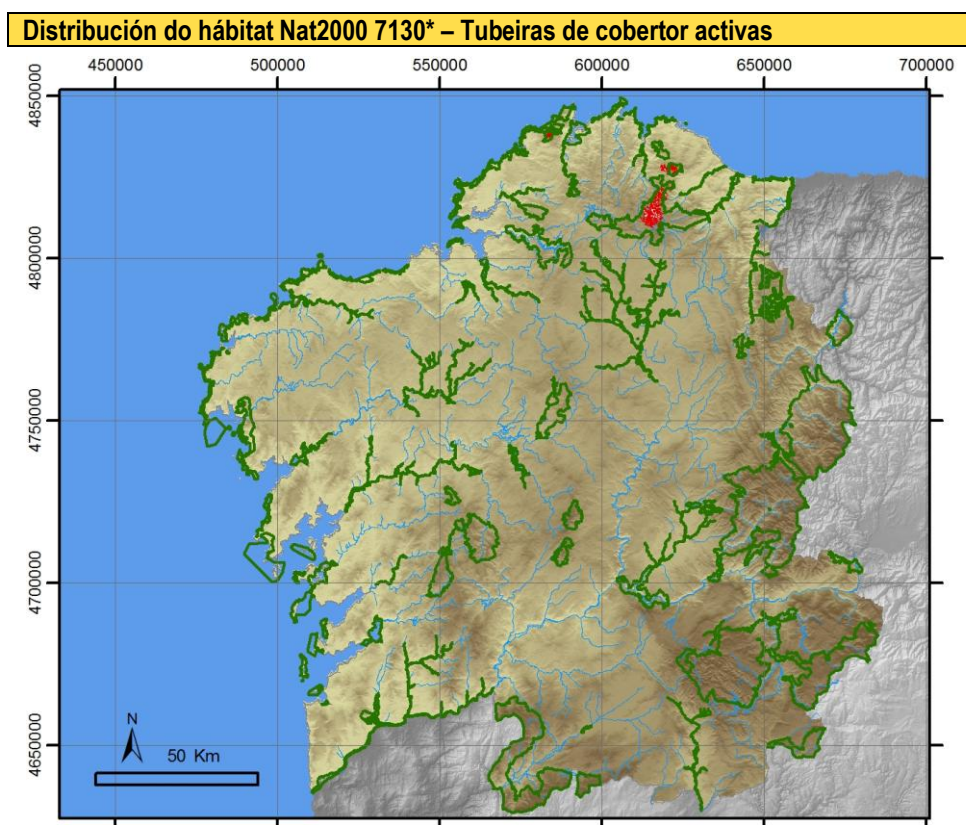 Distribución do hábitat Nat2000 7130* – Tubeiras de cobertor activas
450000 500000 550000 600000 650000 700000
4850000
4800000
4750000
4700000
4650000
N
50 Km